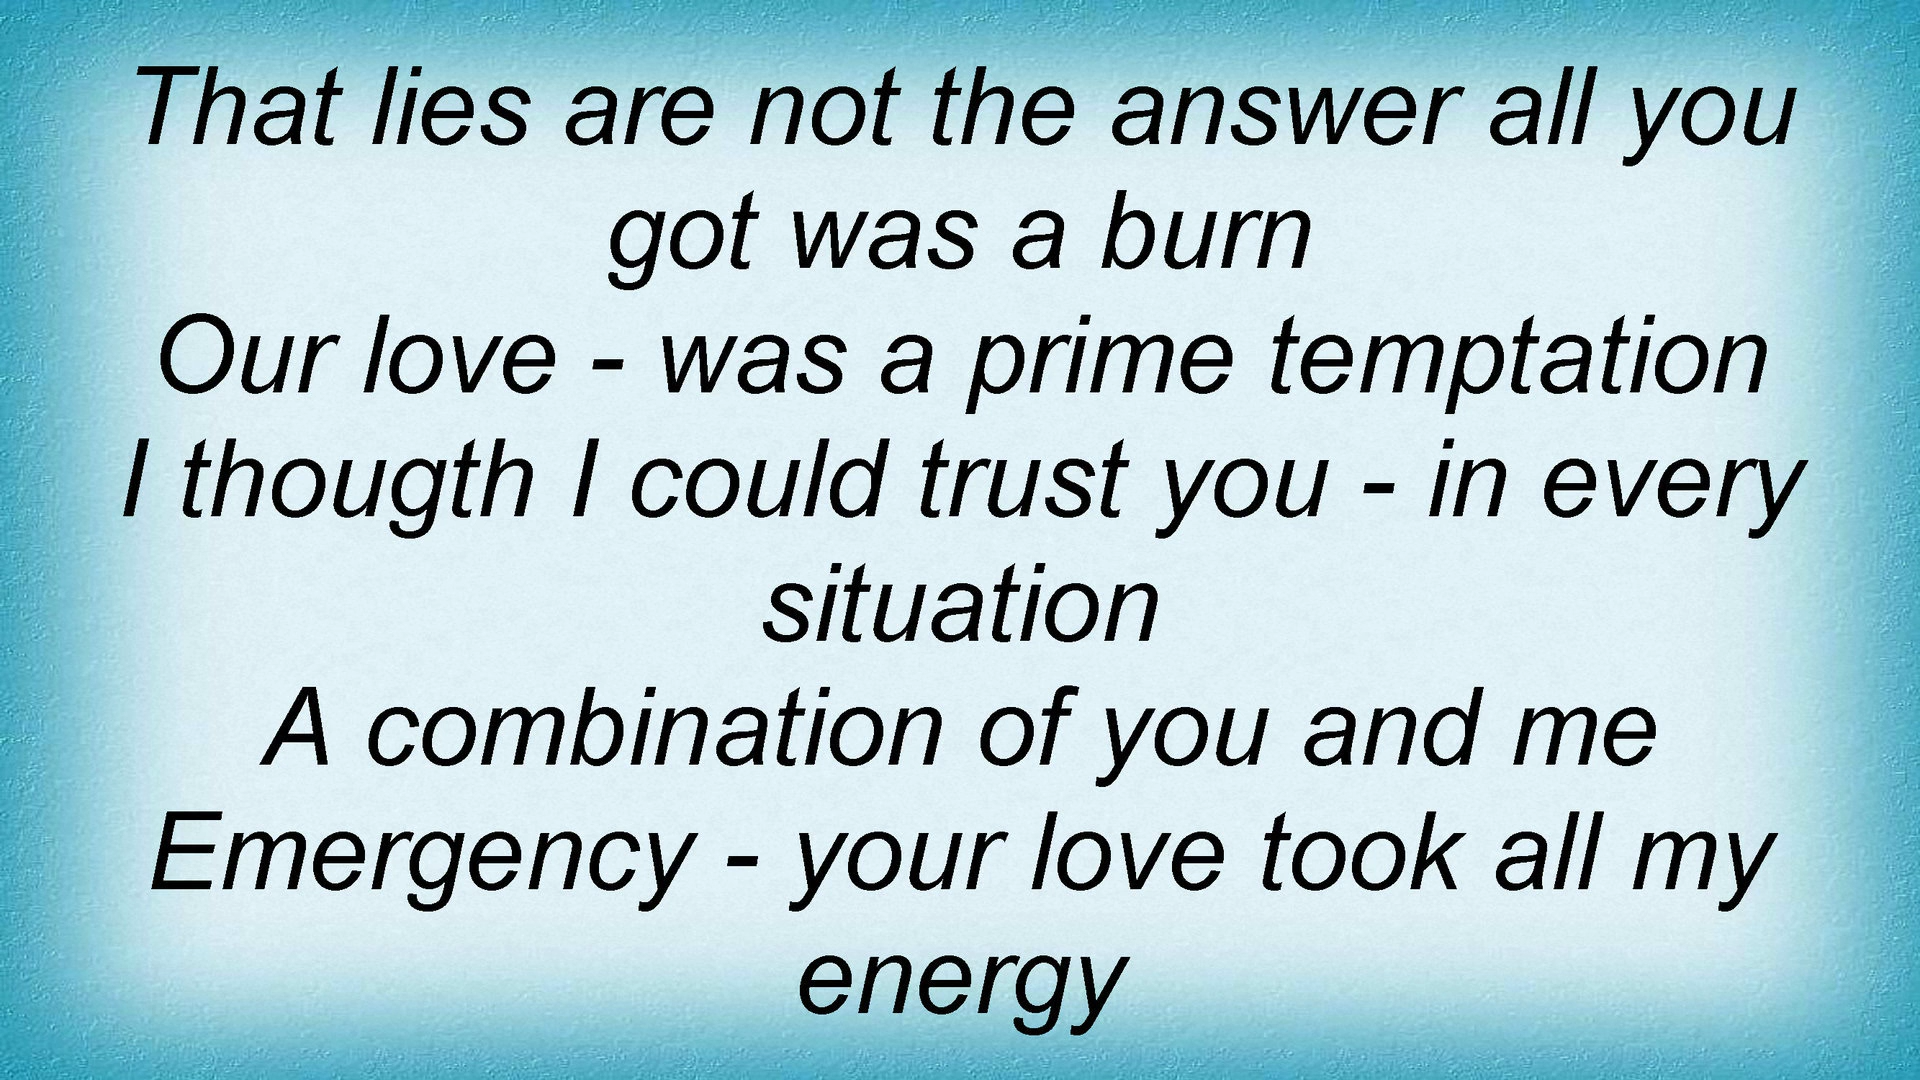 That lies are not the answer all you
got was a burn
Our love - was a prime temptation
I thougth I could trust you - in every
situation
A combination of you and me
Emergency - your love took all my
energy